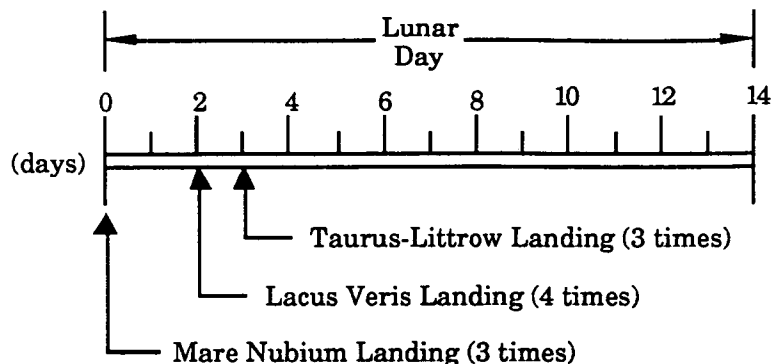 Lunar
Day
0 2 4 6 8 10 12 14
(days)
Taurus-Littrow Landing (3 times)
Lacus Veris Landing (4 times)
Mare Nubium Landing (3 times)